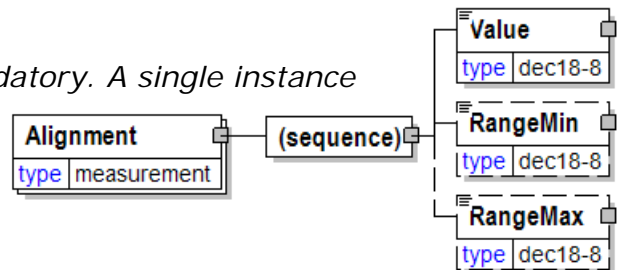 Value
type dec18-8
datory. A single instance
RangeMin
Alignment
(sequence)
type dec18-8
type measurement
RangeMax
type dec18-8